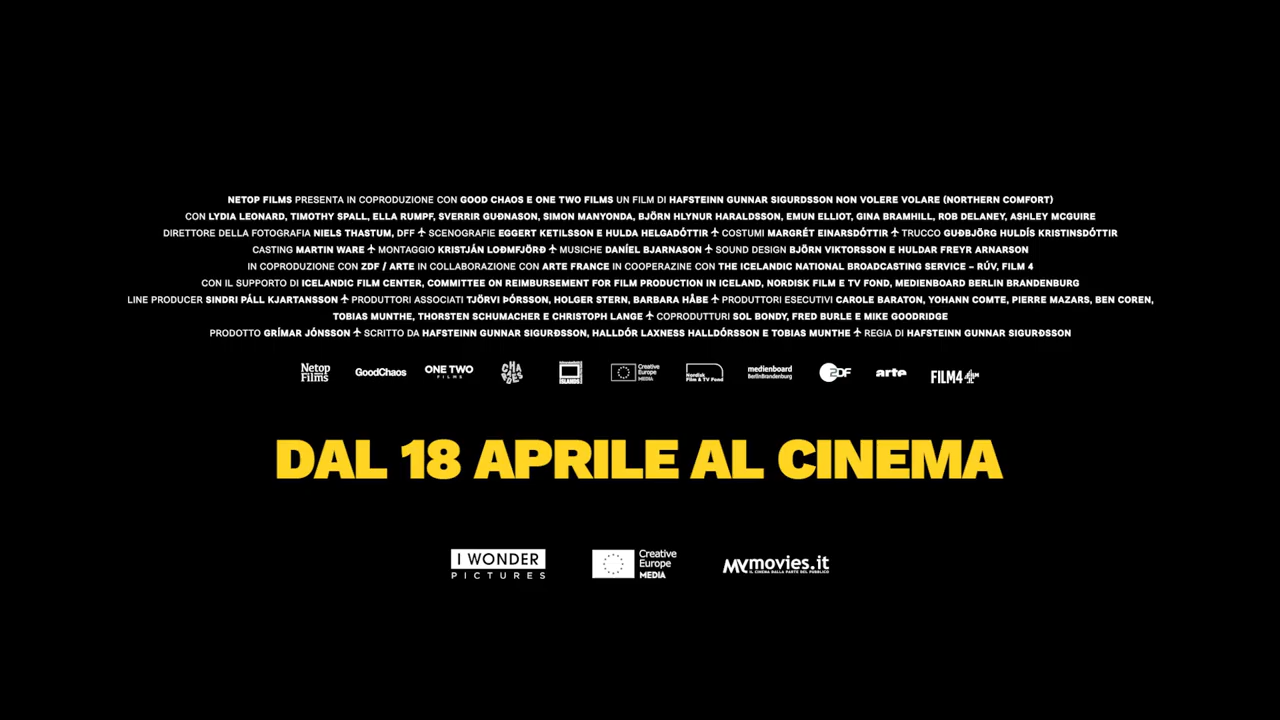 NETOP FILMS PRESENTA IN COPRODUZIONE CON GOOD CHAOS E ONE TWO FILMS UN FILM DI HAFSTEINN GUNNAR SIGURDSSON NON VOLERE VOLARE (NORTHERN COMFORT)
CON LYDIA LEONARD, TIMOTHY SPALL, ELLA RUMPF, SVERRIR GUÐNASON, SIMON MANYONDA, BJÖRN HLYNUR HARALDSSON, EMUN ELLIOT, GINA BRAMHILL, ROB DELANEY, ASHLEY MCGUIRE
DIRETTORE DELLA FOTOGRAFIA NIELS THASTUM, DFF ✈ SCENOGRAFIE EGGERT KETILSSON E HULDA HELGADÓTTIR ✈ COSTUMI MARGRÉT EINARSDÓTTIR ✈ TRUCCO GUÐBJÖRG HULDÍS KRISTINSDÓTTIR
CASTING MARTIN WARE ✈ MONTAGGIO KRISTJÁN LOÐMFJÖRÐ ✈ MUSICHE DANÍEL BJARNASON ✈ SOUND DESIGN BJÖRN VIKTORSSON E HULDAR FREYR ARNARSON
IN COPRODUZIONE CON ZDF / ARTE IN COLLABORAZIONE CON ARTE FRANCE IN COOPERAZINE CON THE ICELANDIC NATIONAL BROADCASTING SERVICE – RÚV, FILM 4
CON IL SUPPORTO DI ICELANDIC FILM CENTER, COMMITTEE ON REIMBURSEMENT FOR FILM PRODUCTION IN ICELAND, NORDISK FILM E TV FOND, MEDIENBOARD BERLIN BRANDENBURG
LINE PRODUCER SINDRI PÁLL KJARTANSSON ✈ PRODUTTORI ASSOCIATI TJÖRVI ÞÓRSSON, HOLGER STERN, BARBARA HÅBE ✈ PRODUTTORI ESECUTIVI CAROLE BARATON, YOHANN COMTE, PIERRE MAZARS, BEN COREN,
TOBIAS MUNTHE, THORSTEN SCHUMACHER E CHRISTOPH LANGE ✈ COPRODUTTURI SOL BONDY, FRED BURLE E MIKE GOODRIDGE
PRODOTTO GRÍMAR JÓNSSON ✈ SCRITTO DA HAFSTEINN GUNNAR SIGURÐSSON, HALLDÓR LAXNESS HALLDÓRSSON E TOBIAS MUNTHE ✈ REGIA DI HAFSTEINN GUNNAR SIGURÐSSON
Netop Films GoodChaos ONE TWO FILMS CHANGES Creative Europe MEDIA Nordisk Film & TV Fond medienboard BerlinBrandenburg ZDF arte FILM4
DAL 18 APRILE AL CINEMA
I WONDER PICTURES Creative Europe MEDIA MYmovies.it IL CINEMA DALLA PARTE DEL PUBBLICO